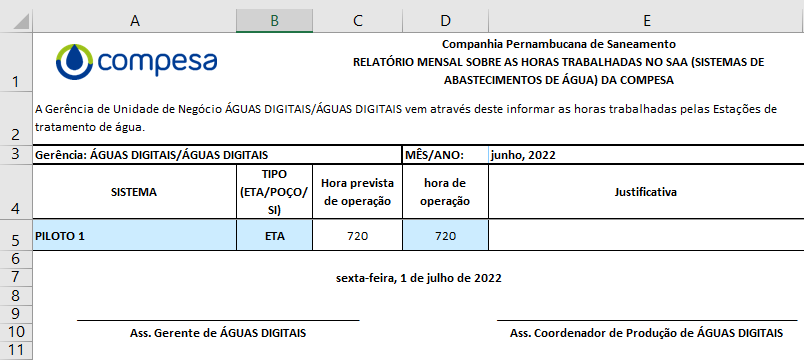 A B C D E
1
compesa
Companhia Pernambucana de Saneamento
RELATÓRIO MENSAL SOBRE AS HORAS TRABALHADAS NO SAA (SISTEMAS DE
ABASTECIMENTOS DE ÁGUA) DA COMPESA
2
A Gerência de Unidade de Negócio ÁGUAS DIGITAIS/ÁGUAS DIGITAIS vem através deste informar as horas trabalhadas pelas Estações de
tratamento de água.
3 Gerência: ÁGUAS DIGITAIS/ÁGUAS DIGITAIS MÊS/ANO: junho, 2022
4
SISTEMA
TIPO
(ETA/POÇO/
SI)
Hora prevista
de operação
hora de
operação
Justificativa
5 PILOTO 1 ETA 720 720
6
7 sexta-feira, 1 de julho de 2022
8
9
10 Ass. Gerente de ÁGUAS DIGITAIS Ass. Coordenador de Produção de ÁGUAS DIGITAIS
11